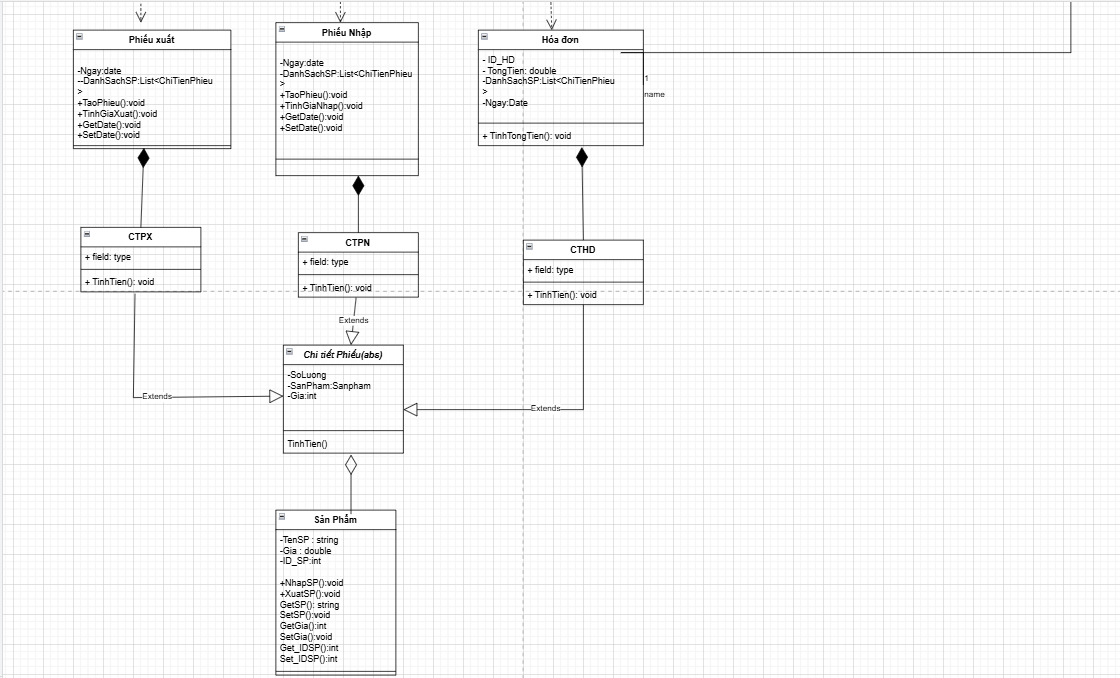 Phiếu xuất
-Ngay:date
--DanhSachSP:List<ChiTienPhieu
>
+TaoPhieu():void
+TinhGiaXuat():void
+GetDate():void
+SetDate():void
Phiếu Nhập
-Ngay:date
-DanhSachSP:List<ChiTienPhieu
>
+TaoPhieu():void
+TinhGiaNhap():void
+GetDate():void
+SetDate():void
Hóa đơn
- ID_HD
- TongTien: double
-DanhSachSP:List<ChiTienPhieu
>
-Ngay:Date
+ TinhTongTien(): void
1
name
CTPX
+ field: type
+ TinhTien(): void
CTPN
+ field: type
+ TinhTien(): void
CTHD
+ field: type
+ TinhTien(): void
Extends
Extends
Extends
Chi tiết Phiếu(abs)
-SoLuong
-SanPham:Sanpham
-Gia:int
TinhTien()
Sản Phẩm
-TenSP : string
-Gia : double
-ID_SP:int
+NhapSP():void
+XuatSP():void
GetSP(): string
SetSP():void
GetGia():int
SetGia():void
Get_IDSP():int
Set_IDSP():int